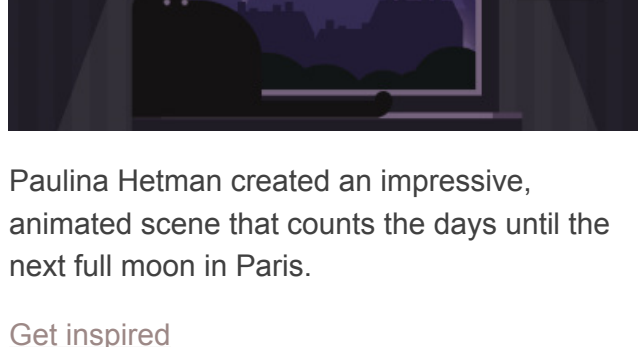 Paulina Hetman created an impressive,
animated scene that counts the days until the
next full moon in Paris.
Get inspired